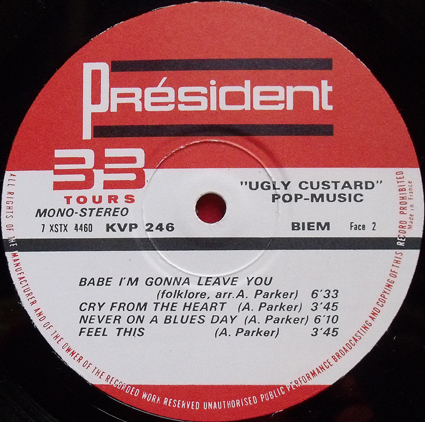 Président
33
TOURS
MONO-STEREO
7 XSTX 4460 KVP 246
"UGLY CUSTARD"
POP-MUSIC
BIEM Face 2
BABE I'M GONNA LEAVE YOU
(folklore, arr. A. Parker) 6'33
CRY FROM THE HEART (A. Parker) 3'45
NEVER ON A BLUES DAY (A. Parker) 6'10
FEEL THIS (A. Parker) 3'45
ALL RIGHTS OF THE MANUFACTURER AND OF THE OWNER OF THE RECORDED WORK RESERVED UNAUTHORISED PUBLIC PERFORMANCE BROADCASTING AND COPYING OF THIS RECORD PROHIBITED
Made in France